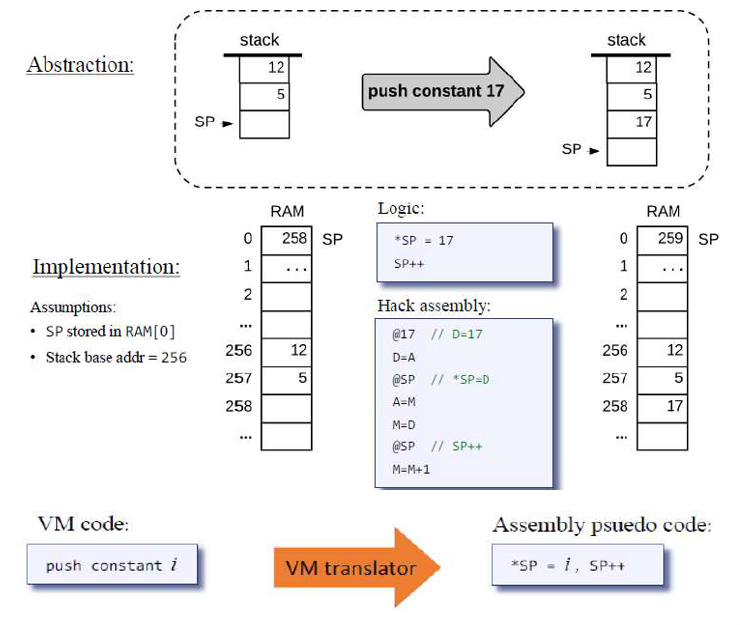 Abstraction:
stack
12
5
SP
push constant 17
stack
12
5
17
SP
Implementation:
Assumptions:
• SP stored in RAM[0]
• Stack base addr = 256
RAM
0 258 SP
1 ...
2
...
256 12
257 5
258
...
Logic:
*SP = 17
SP++
Hack assembly:
@17 // D=17
D=A
@SP // *SP=D
A=M
M=D
@SP // SP++
M=M+1
RAM
0 259 SP
1 ...
2
...
256 12
257 5
258 17
...
VM code:
push constant i
VM translator
Assembly psuedo code:
*SP = i, SP++